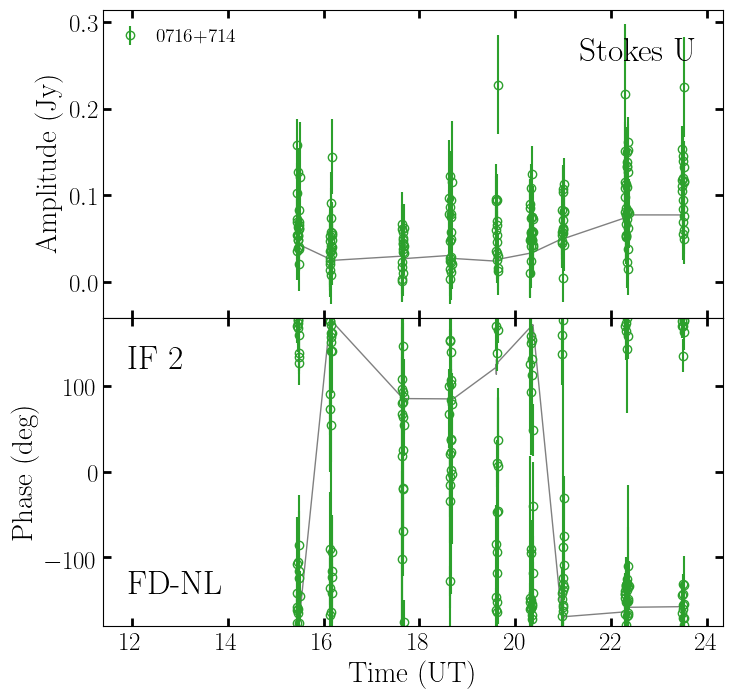 0716+714
Stokes U
0.3
0.2
0.1
0.0
Amplitude (Jy)
IF 2
100
0
−100
Phase (deg)
FD-NL
12 14 16 18 20 22 24
Time (UT)